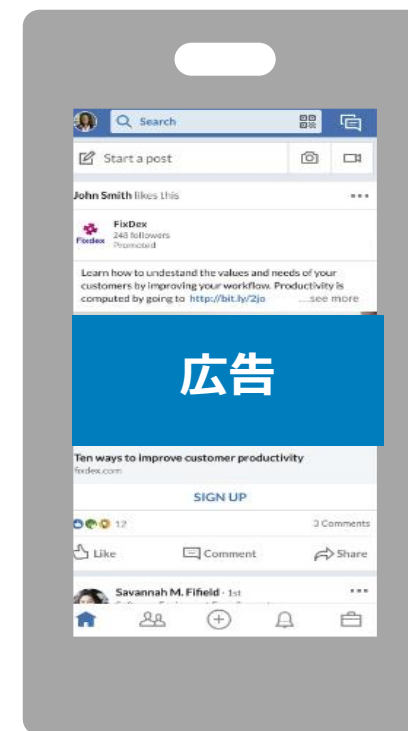 Search
Start a post
John Smith likes this
FixDex
Fixdex
248 followers
Promoted
Learn how to undestand the values and needs of your
customers by improving your workflow. Productivity is
computed by going to http://bit.ly/2jo ....see more
広告
Ten ways to improve customer productivity
fixdex.com
SIGN UP
12 3 Comments
Like Comment Share
Savannah M. Fifield · 1st